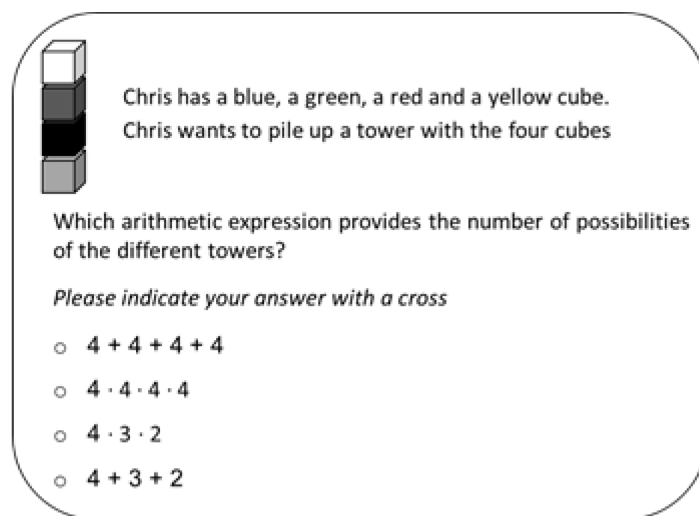 Chris has a blue, a green, a red and a yellow cube.
Chris wants to pile up a tower with the four cubes
Which arithmetic expression provides the number of possibilities
of the different towers?
Please indicate your answer with a cross
4 + 4 + 4 + 4
4 · 4 · 4 · 4
4 · 3 · 2
4 + 3 + 2